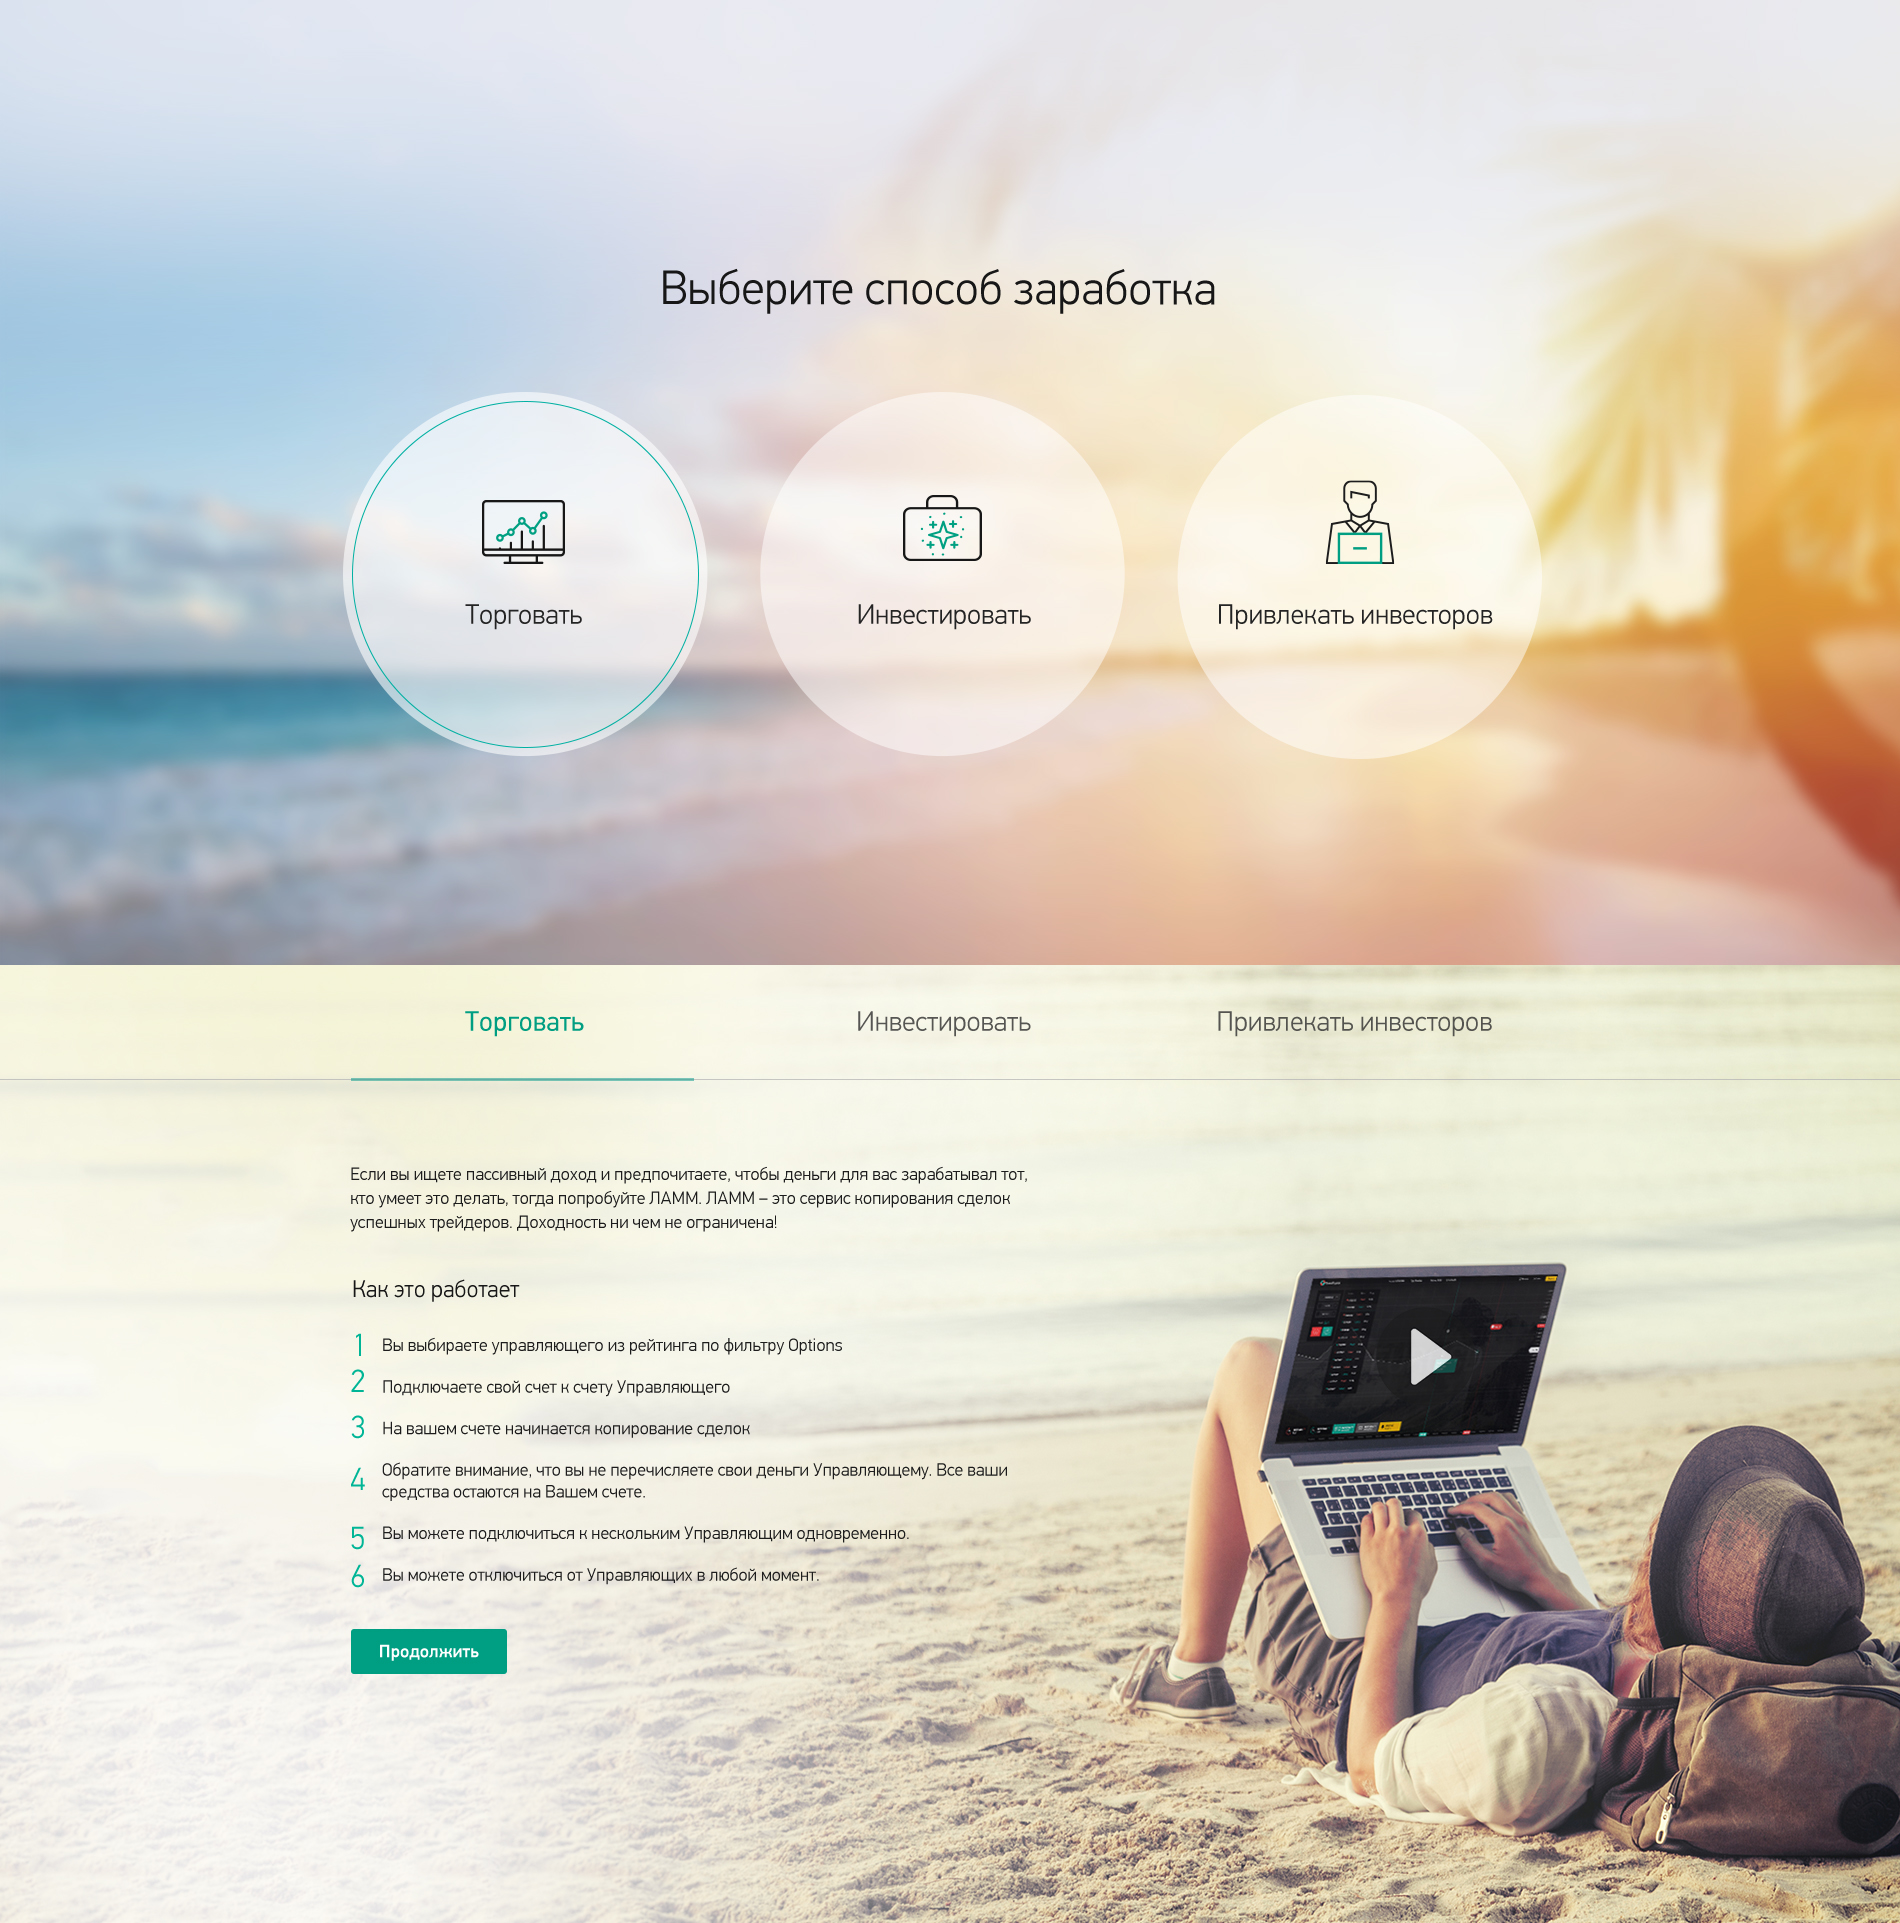 Выберите способ заработка
Торговать
Инвестировать
Привлекать инвесторов
Торговать
Инвестировать
Привлекать инвесторов
Если вы ищете пассивный доход и предпочитаете, чтобы деньги для вас зарабатывал тот,
кто умеет это делать, тогда попробуйте ЛАММ. ЛАММ – это сервис копирования сделок
успешных трейдеров. Доходность ни чем не ограничена!
Как это работает
1 Вы выбираете управляющего из рейтинга по фильтру Options
2 Подключаете свой счет к счету Управляющего
3 На вашем счете начинается копирование сделок
4 Обратите внимание, что вы не перечисляете свои деньги Управляющему. Все ваши
средства остаются на Вашем счете.
5 Вы можете подключиться к нескольким Управляющим одновременно.
6 Вы можете отключиться от Управляющих в любой момент.
Продолжить